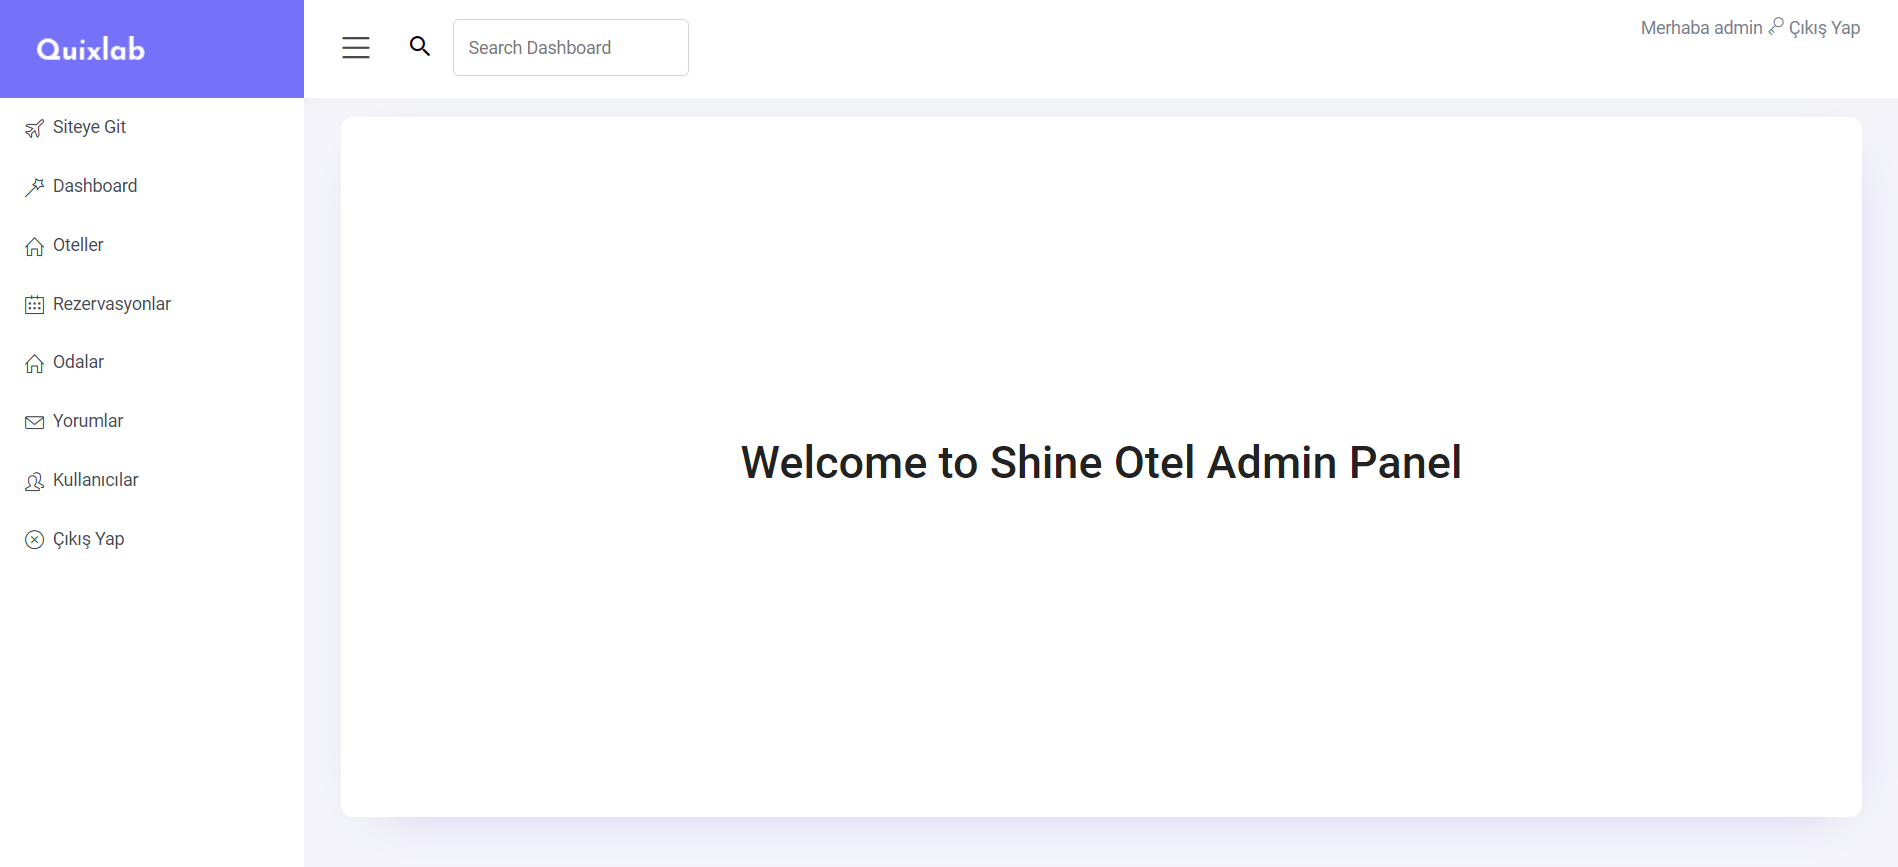 Quixlab
Search Dashboard
Merhaba admin Çıkış Yap
Siteye Git
Dashboard
Oteller
Rezervasyonlar
Odalar
Yorumlar
Kullanıcılar
Çıkış Yap
Welcome to Shine Otel Admin Panel